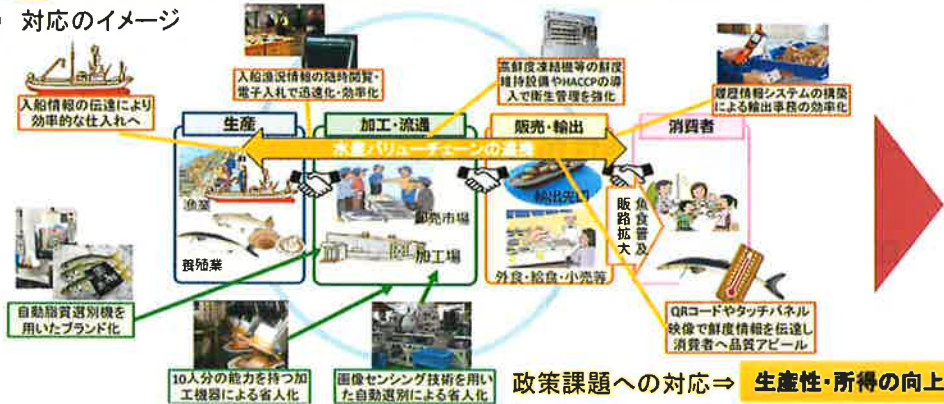 対応のイメージ
入船情報の伝達により
効率的な仕入れへ
入船漁況情報の随時閲覧・
電子入札で迅速化・効率化
高鮮度凍結機等の鮮度
維持設備やHACCPの導
入で衛生管理を強化
履歴情報システムの構築
による輸出事務の効率化
生産
加工・流通
販売・輸出
消費者
水産バリューチェーンの連携
漁業
養殖業
卸売市場
加工場
輸出先国
外食・給食・小売等
販路拡大
魚食普及
自動脂質選別機を
用いたブランド化
10人分の能力を持つ加
工機器による省人化
画像センシング技術を用い
た自動選別による省人化
QRコードやタッチパネル
映像で鮮度情報を伝達し
消費者へ品質アピール
政策課題への対応⇒ 生産性・所得の向上